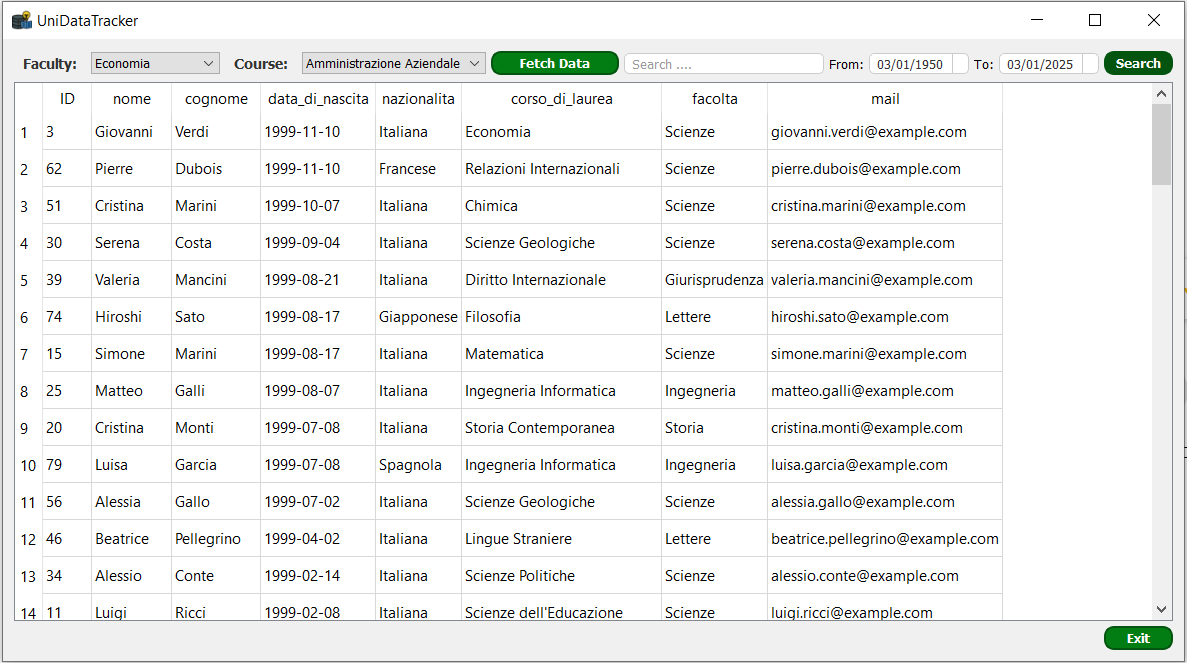 UniDataTracker
Faculty: Economia Course: Amministrazione Aziendale Fetch Data Search .... From: 03/01/1950 To: 03/01/2025 Search
ID nome cognome data_di_nascita nazionalita corso_di_laurea facolta mail
1 3 Giovanni Verdi 1999-11-10 Italiana Economia Scienze giovanni.verdi@example.com
2 62 Pierre Dubois 1999-11-10 Francese Relazioni Internazionali Scienze pierre.dubois@example.com
3 51 Cristina Marini 1999-10-07 Italiana Chimica Scienze cristina.marini@example.com
4 30 Serena Costa 1999-09-04 Italiana Scienze Geologiche Scienze serena.costa@example.com
5 39 Valeria Mancini 1999-08-21 Italiana Diritto Internazionale Giurisprudenza valeria.mancini@example.com
6 74 Hiroshi Sato 1999-08-17 Giapponese Filosofia Lettere hiroshi.sato@example.com
7 15 Simone Marini 1999-08-17 Italiana Matematica Scienze simone.marini@example.com
8 25 Matteo Galli 1999-08-07 Italiana Ingegneria Informatica Ingegneria matteo.galli@example.com
9 20 Cristina Monti 1999-07-08 Italiana Storia Contemporanea Storia cristina.monti@example.com
10 79 Luisa Garcia 1999-07-08 Spagnola Ingegneria Informatica Ingegneria luisa.garcia@example.com
11 56 Alessia Gallo 1999-07-02 Italiana Scienze Geologiche Scienze alessia.gallo@example.com
12 46 Beatrice Pellegrino 1999-04-02 Italiana Lingue Straniere Lettere beatrice.pellegrino@example.com
13 34 Alessio Conte 1999-02-14 Italiana Scienze Politiche Scienze alessio.conte@example.com
14 11 Luigi Ricci 1999-02-08 Italiana Scienze dell'Educazione Scienze luigi.ricci@example.com
Exit